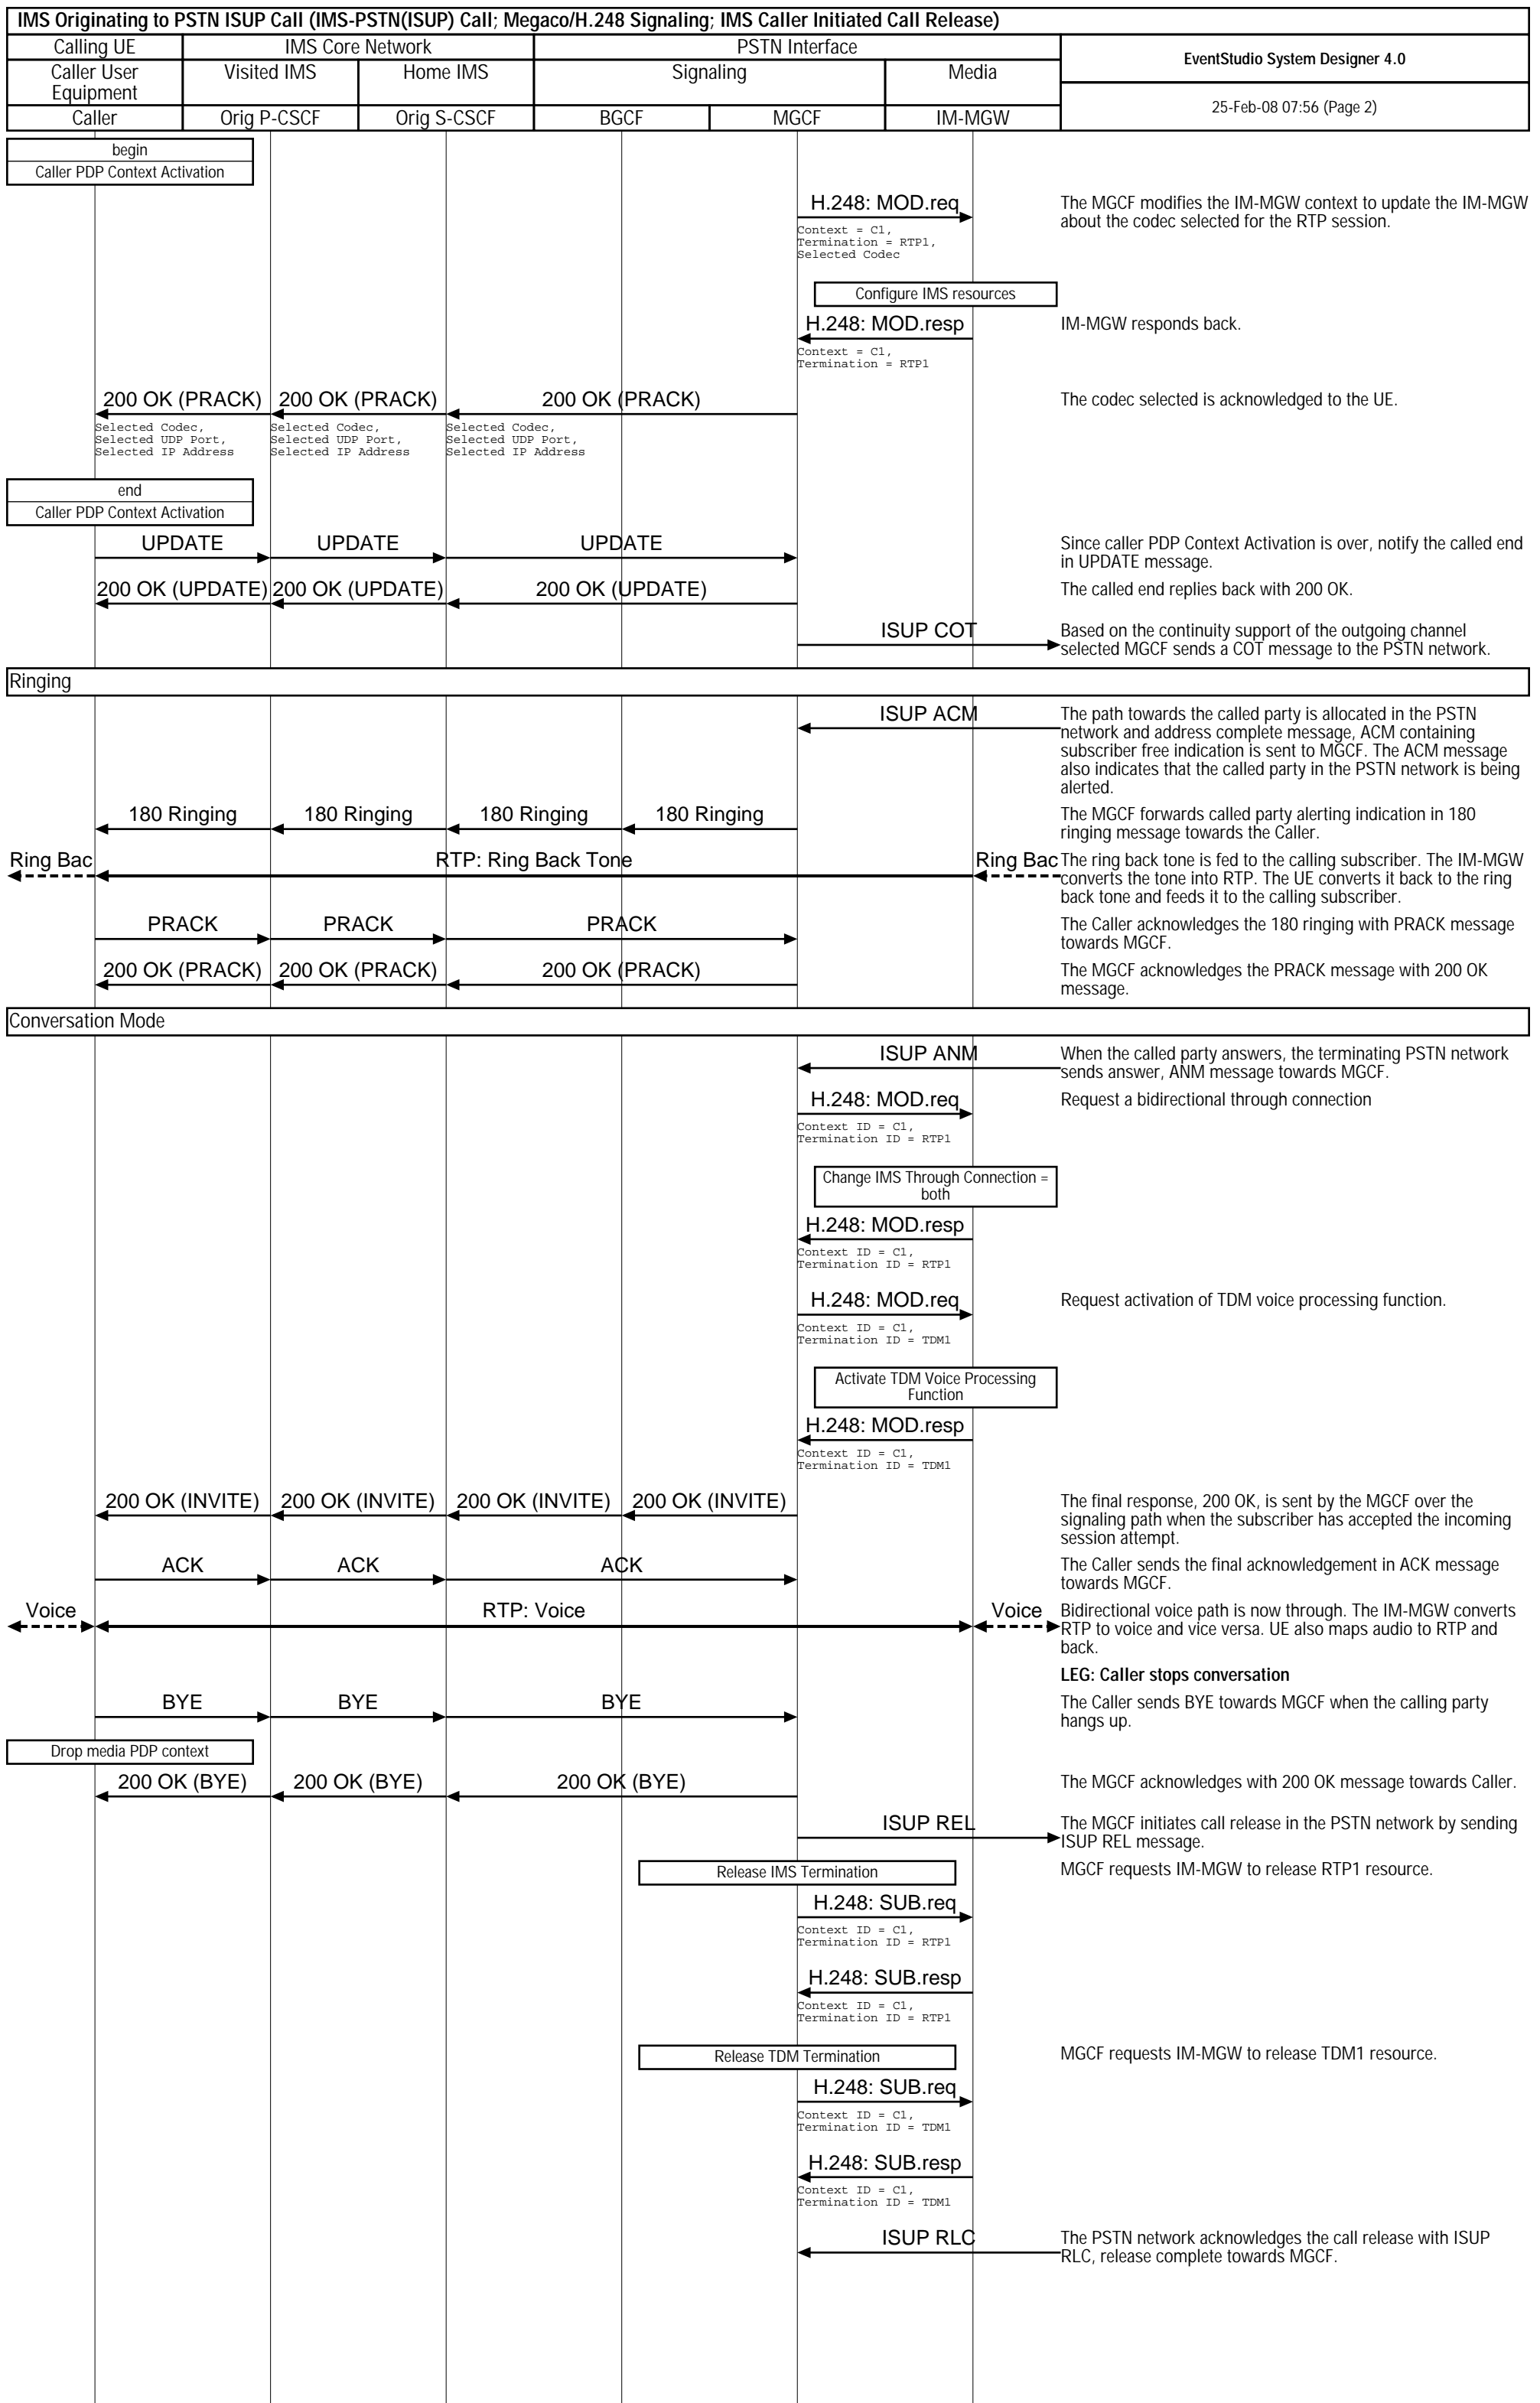 IMS Originating to PSTN ISUP Call (IMS-PSTN(ISUP) Call; Megaco/H.248 Signaling; IMS Caller Initiated Call Release)
Calling UE
IMS Core Network
PSTN Interface
EventStudio System Designer 4.0
Caller User
Equipment
Visited IMS
Home IMS
Signaling
Media
25-Feb-08 07:56 (Page 2)
Caller
Orig P-CSCF
Orig S-CSCF
BGCF
MGCF
IM-MGW
begin
Caller PDP Context Activation
H.248: MOD.req
Context = C1,
Termination = RTP1,
Selected Codec
The MGCF modifies the IM-MGW context to update the IM-MGW
about the codec selected for the RTP session.
Configure IMS resources
H.248: MOD.resp
Context = C1,
Termination = RTP1
IM-MGW responds back.
200 OK (PRACK)
200 OK (PRACK)
200 OK (PRACK)
The codec selected is acknowledged to the UE.
Selected Codec,
Selected UDP Port,
Selected IP Address
Selected Codec,
Selected UDP Port,
Selected IP Address
Selected Codec,
Selected UDP Port,
Selected IP Address
end
Caller PDP Context Activation
UPDATE
UPDATE
UPDATE
Since caller PDP Context Activation is over, notify the called end
in UPDATE message.
200 OK (UPDATE)
200 OK (UPDATE)
200 OK (UPDATE)
The called end replies back with 200 OK.
ISUP COT
Based on the continuity support of the outgoing channel
selected MGCF sends a COT message to the PSTN network.
Ringing
ISUP ACM
The path towards the called party is allocated in the PSTN
network and address complete message, ACM containing
subscriber free indication is sent to MGCF. The ACM message
also indicates that the called party in the PSTN network is being
alerted.
180 Ringing
180 Ringing
180 Ringing
180 Ringing
The MGCF forwards called party alerting indication in 180
ringing message towards the Caller.
Ring Bac
RTP: Ring Back Tone
Ring Bac
The ring back tone is fed to the calling subscriber. The IM-MGW
converts the tone into RTP. The UE converts it back to the ring
back tone and feeds it to the calling subscriber.
PRACK
PRACK
PRACK
The Caller acknowledges the 180 ringing with PRACK message
towards MGCF.
200 OK (PRACK)
200 OK (PRACK)
200 OK (PRACK)
The MGCF acknowledges the PRACK message with 200 OK
message.
Conversation Mode
ISUP ANM
When the called party answers, the terminating PSTN network
sends answer, ANM message towards MGCF.
H.248: MOD.req
Context ID = C1,
Termination ID = RTP1
Request a bidirectional through connection
Change IMS Through Connection =
both
H.248: MOD.resp
Context ID = C1,
Termination ID = RTP1
H.248: MOD.req
Context ID = C1,
Termination ID = TDM1
Request activation of TDM voice processing function.
Activate TDM Voice Processing
Function
H.248: MOD.resp
Context ID = C1,
Termination ID = TDM1
200 OK (INVITE)
200 OK (INVITE)
200 OK (INVITE)
200 OK (INVITE)
The final response, 200 OK, is sent by the MGCF over the
signaling path when the subscriber has accepted the incoming
session attempt.
ACK
ACK
ACK
The Caller sends the final acknowledgement in ACK message
towards MGCF.
Voice
RTP: Voice
Voice
Bidirectional voice path is now through. The IM-MGW converts
RTP to voice and vice versa. UE also maps audio to RTP and
back.
LEG: Caller stops conversation
BYE
BYE
BYE
The Caller sends BYE towards MGCF when the calling party
hangs up.
Drop media PDP context
200 OK (BYE)
200 OK (BYE)
200 OK (BYE)
The MGCF acknowledges with 200 OK message towards Caller.
ISUP REL
The MGCF initiates call release in the PSTN network by sending
ISUP REL message.
Release IMS Termination
MGCF requests IM-MGW to release RTP1 resource.
H.248: SUB.req
Context ID = C1,
Termination ID = RTP1
H.248: SUB.resp
Context ID = C1,
Termination ID = RTP1
Release TDM Termination
MGCF requests IM-MGW to release TDM1 resource.
H.248: SUB.req
Context ID = C1,
Termination ID = TDM1
H.248: SUB.resp
Context ID = C1,
Termination ID = TDM1
ISUP RLC
The PSTN network acknowledges the call release with ISUP
RLC, release complete towards MGCF.